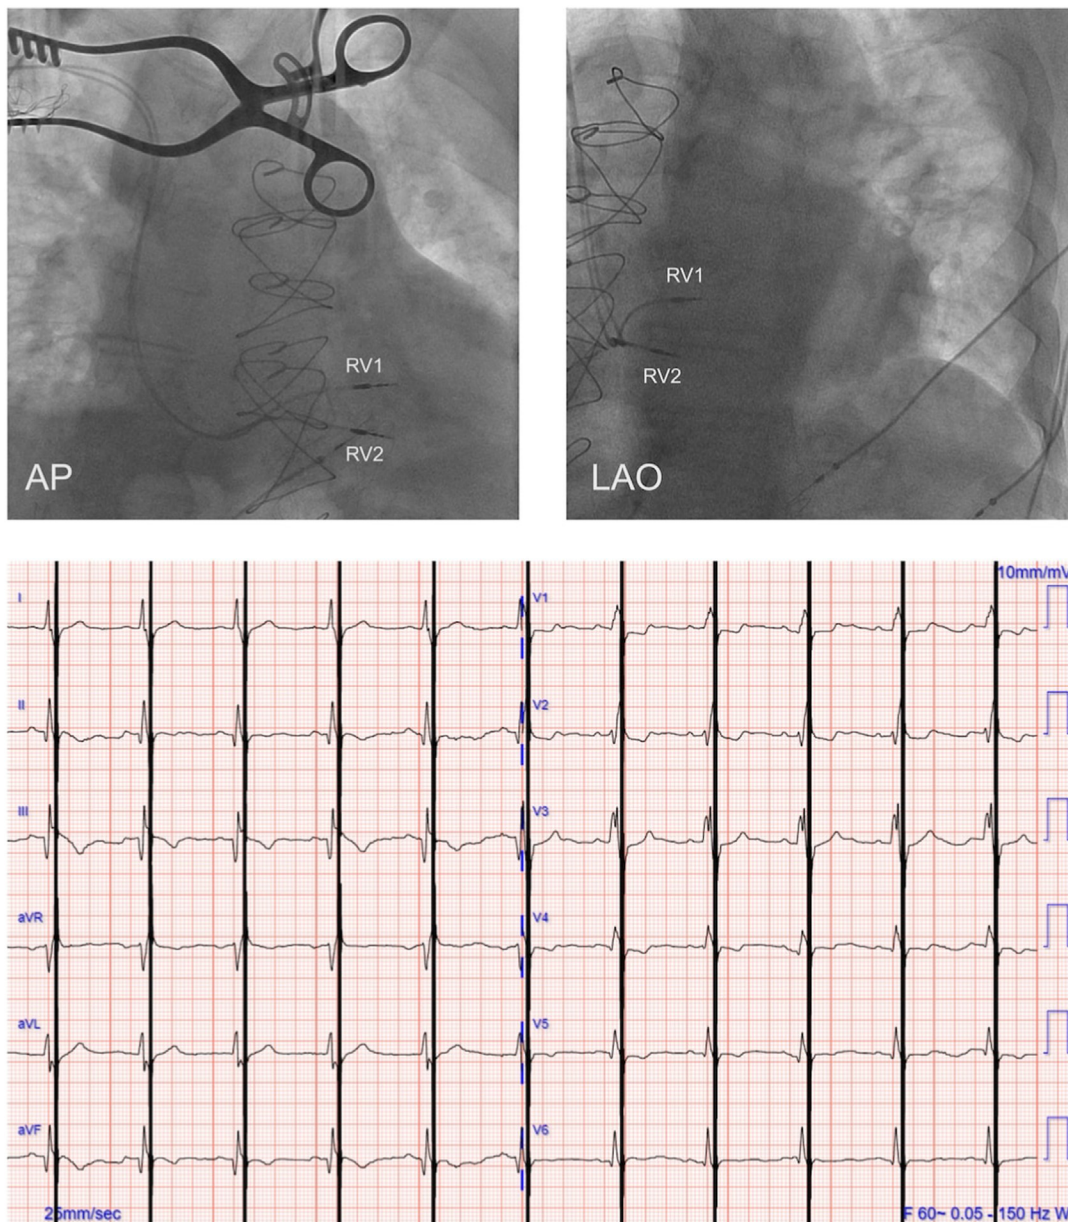 RV1
RV2
AP
RV1
RV2
LAO
10mm/mV
I
V1
II
V2
III
V3
aVR
V4
aVL
V5
aVF
V6
25mm/sec
F 60~ 0.05 - 150 Hz W